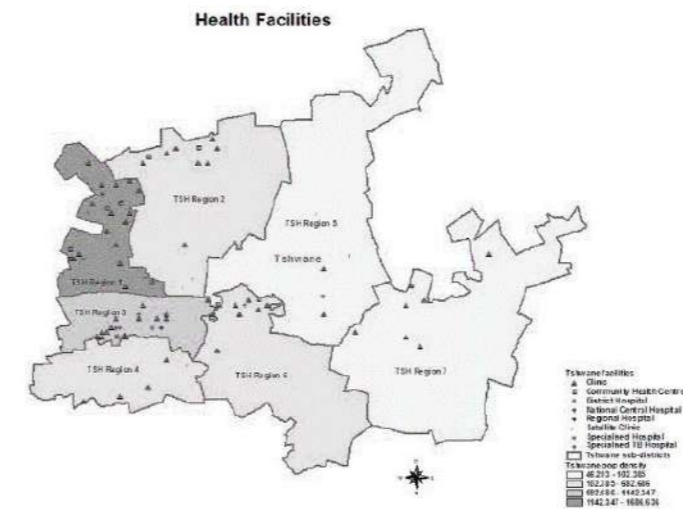 Health Facilities
TSH Region 2
TSH Region 5
Tshwane
TSH Region 1
TSH Region 3
TSH Region 4
TSH Region 6
TSH Region 7
Tshwane facilities
Clinic
Community Health Centre
District Hospital
National Central Hospital
Regional Hospital
Satellite Clinic
Specialised Hospital
Specialised TB Hospital
Tshwane sub-districts
Tshwane pop density